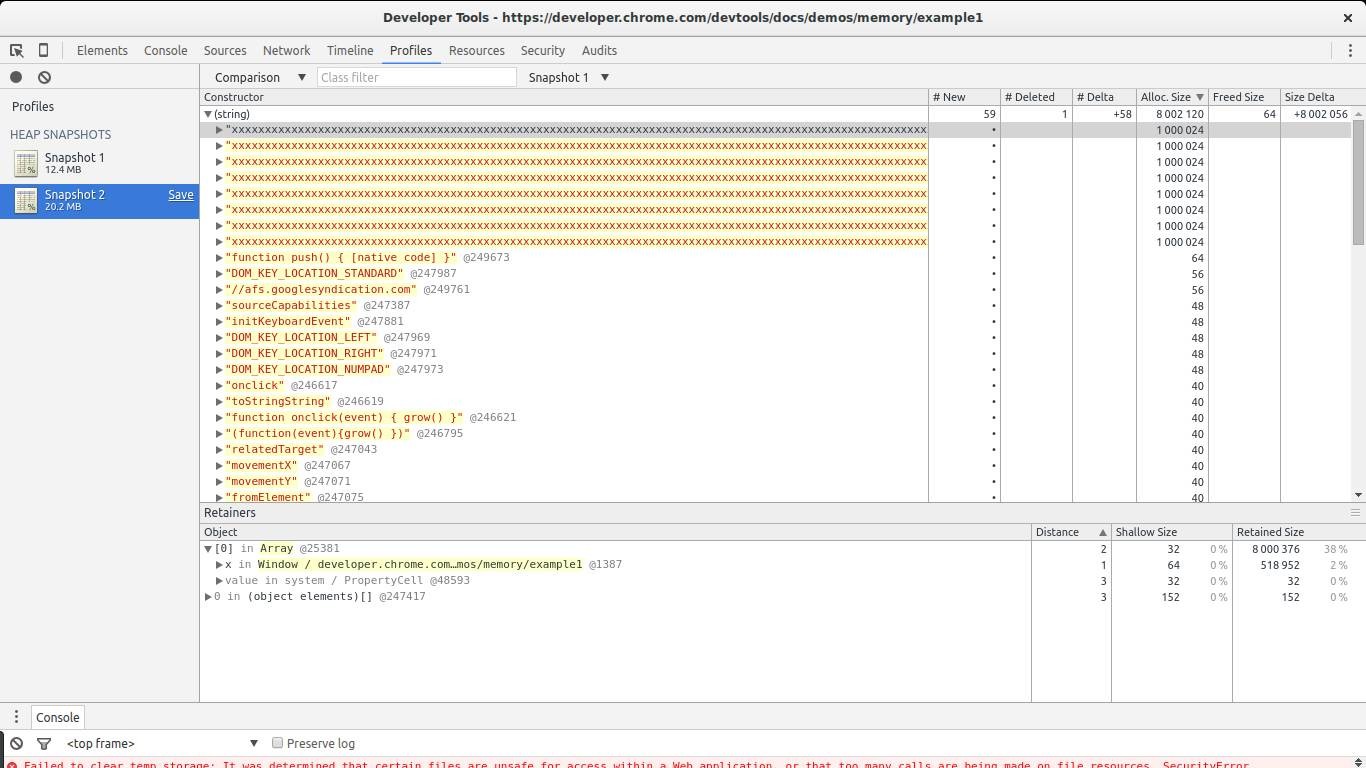 Developer Tools - https://developer.chrome.com/devtools/docs/demos/memory/example1
Elements Console Sources Network Timeline Profiles Resources Security Audits
Comparison Class filter Snapshot 1
Profiles
HEAP SNAPSHOTS
Snapshot 1
12.4 MB
Snapshot 2 Save
20.2 MB
Constructor # New # Deleted # Delta Alloc. Size Freed Size Size Delta
(string) 59 1 +58 8 002 120 64 +8 002 056
1 000 024
1 000 024
1 000 024
1 000 024
1 000 024
1 000 024
1 000 024
1 000 024
"function push() { [native code] }" @249673 • 64
"DOM_KEY_LOCATION_STANDARD" @247987 • 56
"//afs.googlesyndication.com" @249761 • 56
"sourceCapabilities" @247387 • 48
"initKeyboardEvent" @247881 • 48
"DOM_KEY_LOCATION_LEFT" @247969 • 48
"DOM_KEY_LOCATION_RIGHT" @247971 • 48
"DOM_KEY_LOCATION_NUMPAD" @247973 • 48
"onclick" @246617 • 40
"toStringString" @246619 • 40
"function onclick(event) { grow() }" @246621 • 40
"(function(event){grow() })" @246795 • 40
"relatedTarget" @247043 • 40
"movementX" @247067 • 40
"movementY" @247071 • 40
"fromElement" @247075 • 40
Retainers
Object Distance Shallow Size Retained Size
[0] in Array @25381 2 32 0 % 8 000 376 38 %
x in Window / developer.chrome.com…mos/memory/example1 @1387 1 64 0 % 518 952 2 %
value in system / PropertyCell @48593 3 32 0 % 32 0 %
0 in (object elements)[] @247417 3 152 0 % 152 0 %
Console
<top frame> Preserve log
Failed to clear temp storage: It was determined that certain files are unsafe for access within a Web application, or that too many calls are being made on file resources. SecurityError